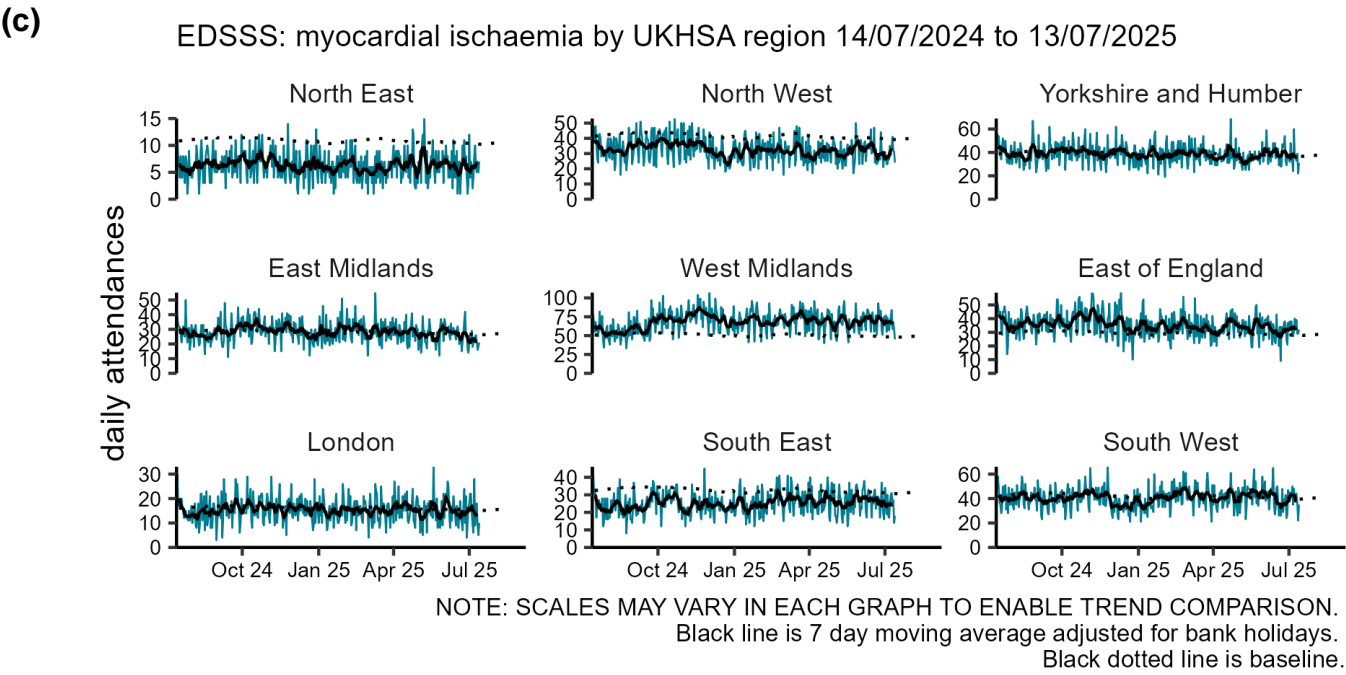 (c)
EDSSS: myocardial ischaemia by UKHSA region 14/07/2024 to 13/07/2025
daily attendances
North East
15
10
5
0
North West
50
40
30
20
10
0
Yorkshire and Humber
60
40
20
0
East Midlands
50
40
30
20
10
0
West Midlands
100
75
50
25
0
East of England
50
40
30
20
10
0
London
30
20
10
0
South East
40
30
20
10
0
South West
60
40
20
0
Oct 24 Jan 25 Apr 25 Jul 25
Oct 24 Jan 25 Apr 25 Jul 25
Oct 24 Jan 25 Apr 25 Jul 25
NOTE: SCALES MAY VARY IN EACH GRAPH TO ENABLE TREND COMPARISON.
Black line is 7 day moving average adjusted for bank holidays.
Black dotted line is baseline.